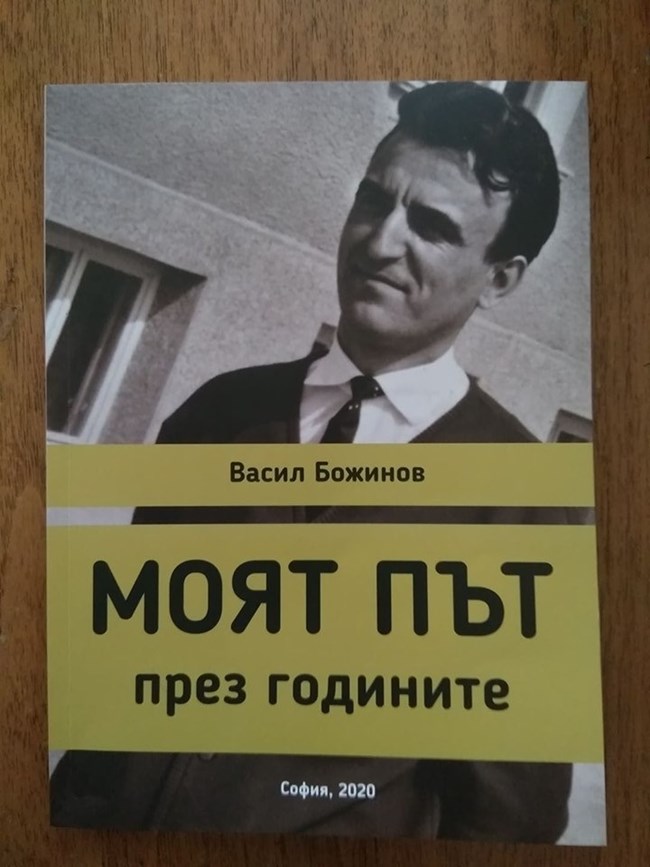 Васил Божинов
МОЯТ ПЪТ
през годините
София, 2020